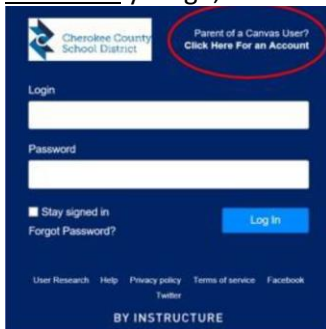 Cherokee County
School District
Parent of a Canvas User?
Click Here For an Account
Login
Password
Stay signed in
Forgot Password?
Log In
User Research Help Privacy policy Terms of service Facebook
Twitter
BY INSTRUCTURE